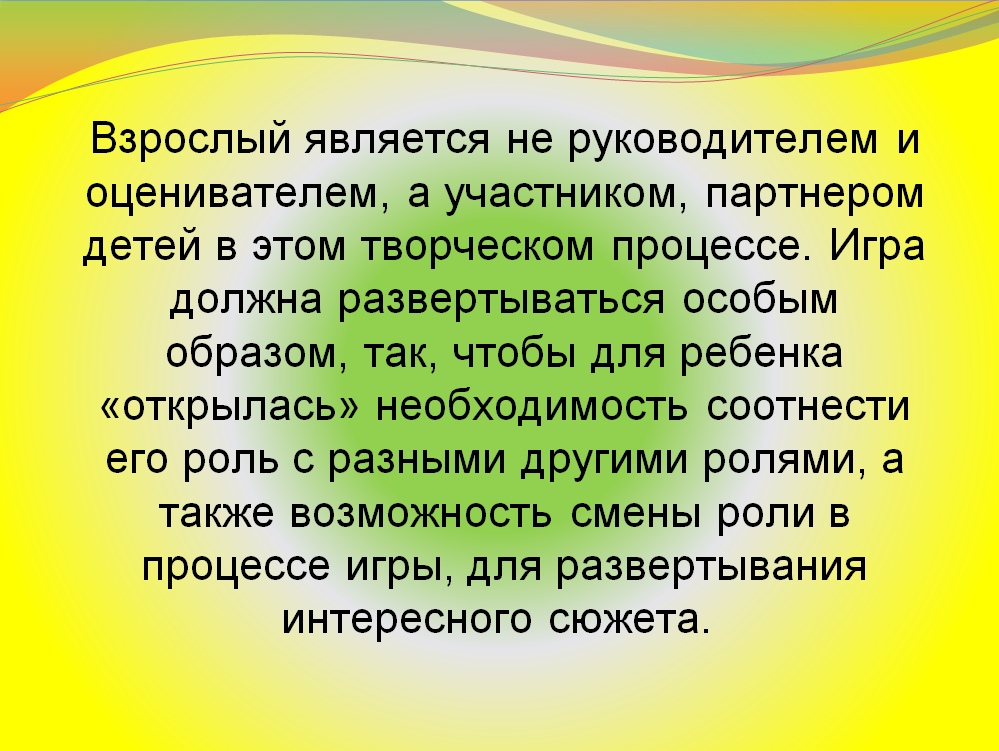 Взрослый является не руководителем и
оценивателем, а участником, партнером
детей в этом творческом процессе. Игра
должна развертываться особым
образом, так, чтобы для ребенка
«открылась» необходимость соотнести
его роль с разными другими ролями, а
также возможность смены роли в
процессе игры, для развертывания
интересного сюжета.